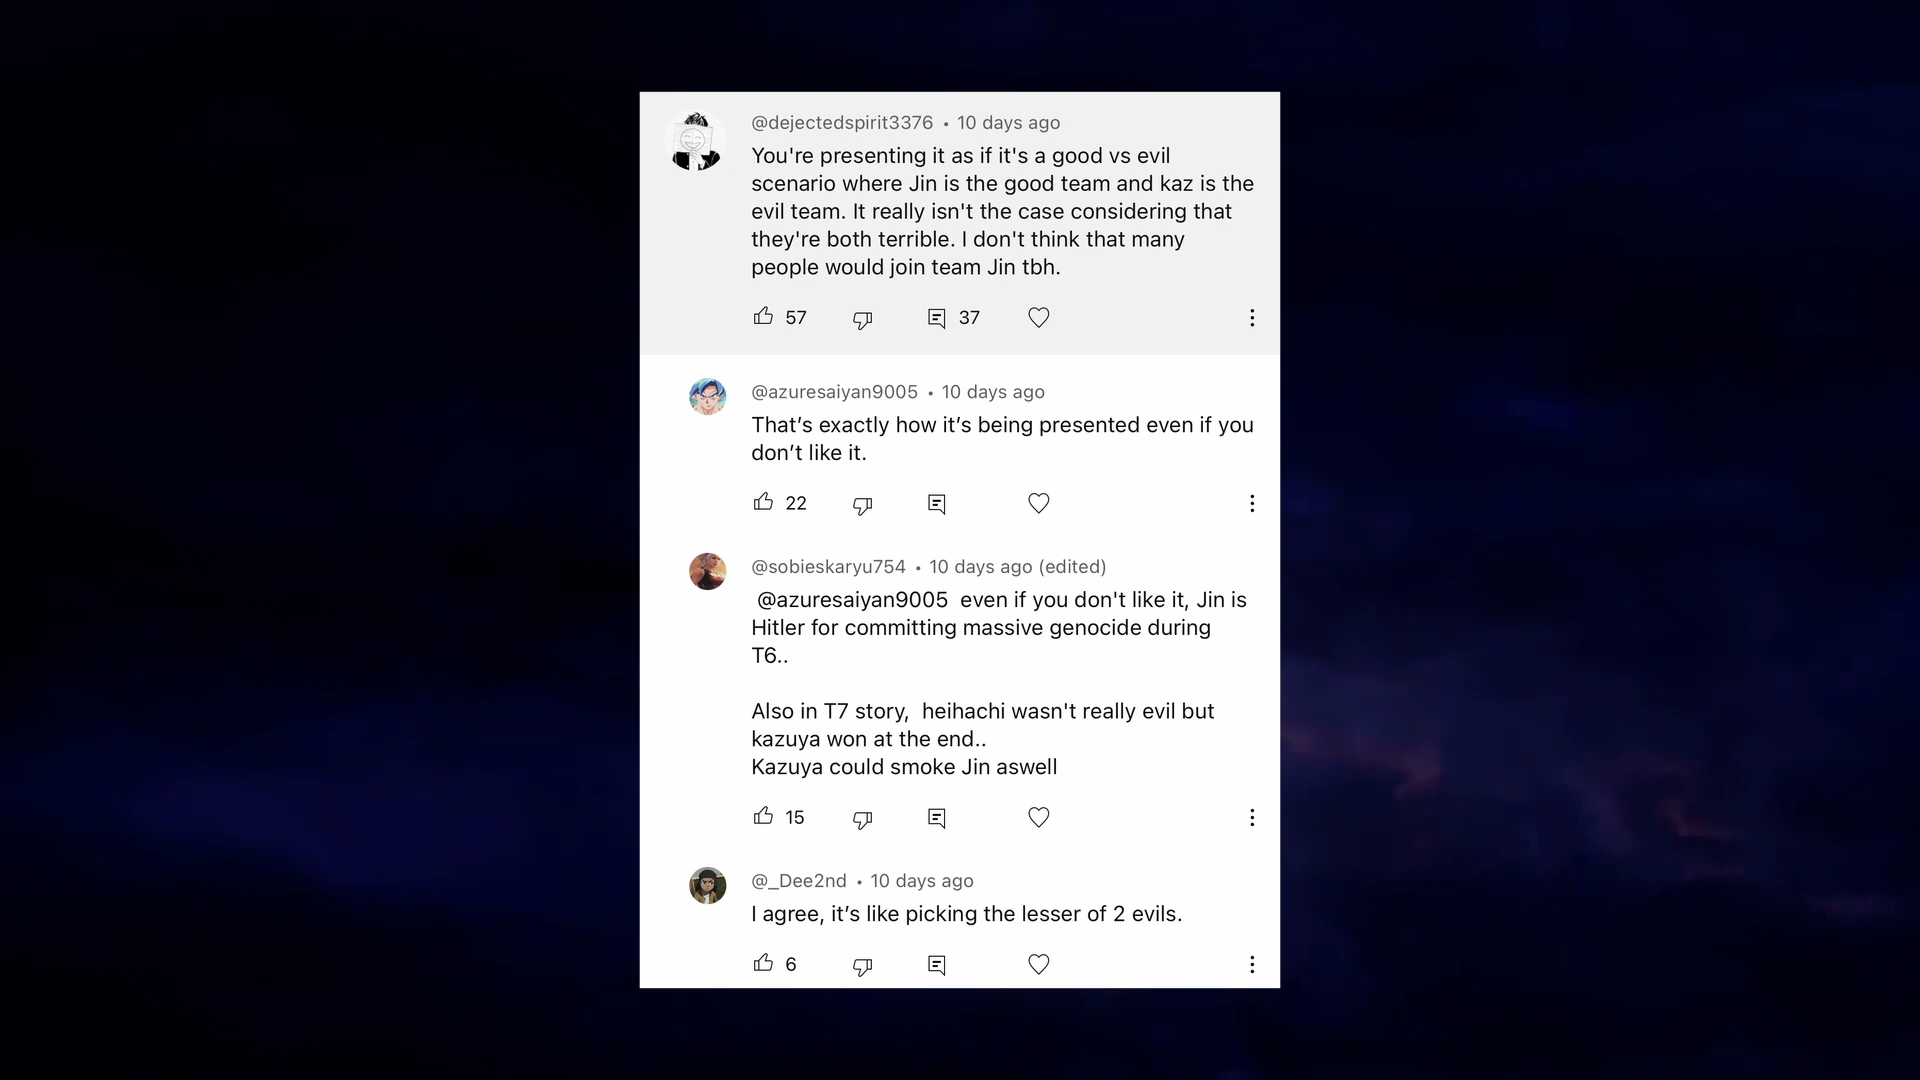 @dejectedspirit3376 • 10 days ago
You're presenting it as if it's a good vs evil
scenario where Jin is the good team and kaz is the
evil team. It really isn't the case considering that
they're both terrible. I don't think that many
people would join team Jin tbh.
57 37
@azuresaiyan9005 • 10 days ago
That’s exactly how it’s being presented even if you
don’t like it.
22
@sobieskaryu754 • 10 days ago (edited)
@azuresaiyan9005 even if you don't like it, Jin is
Hitler for committing massive genocide during
T6..
Also in T7 story, heihachi wasn't really evil but
kazuya won at the end..
Kazuya could smoke Jin aswell
15
@_Dee2nd • 10 days ago
I agree, it’s like picking the lesser of 2 evils.
6